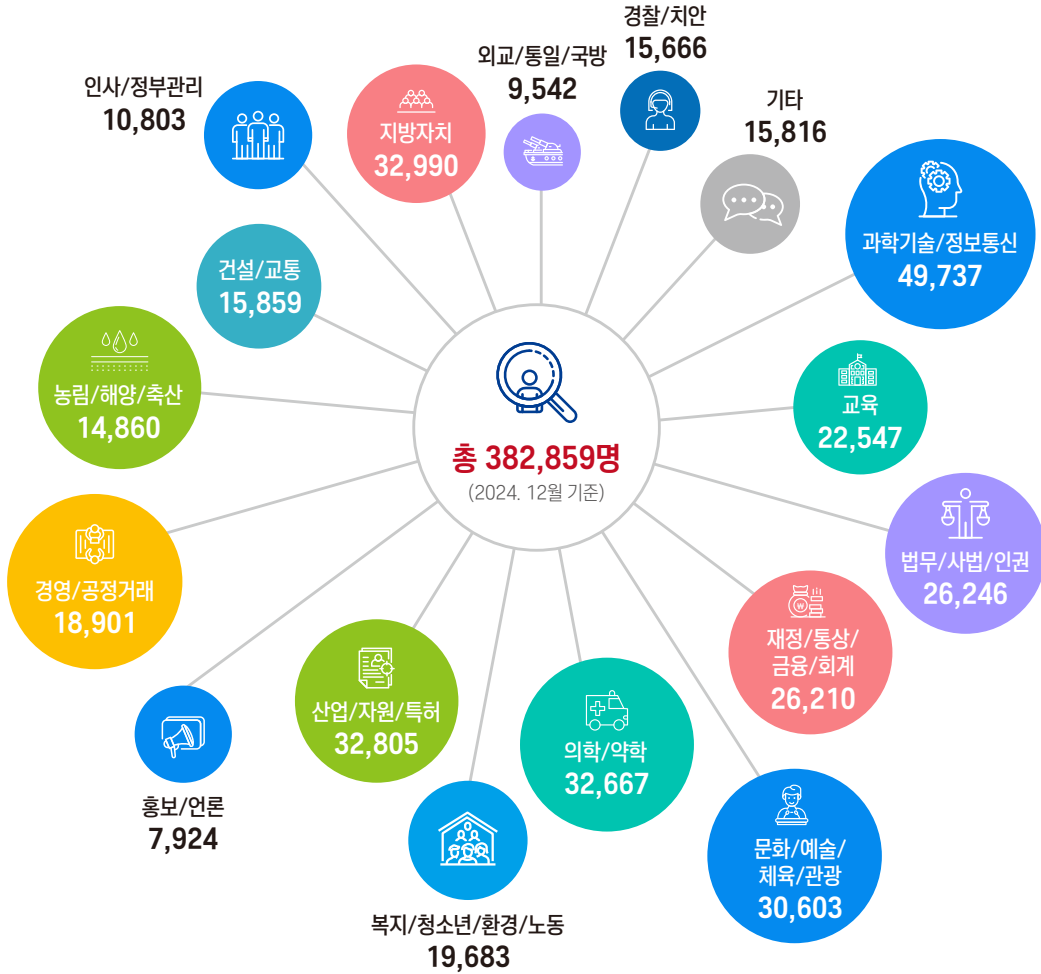 경찰/치안
15,666
외교/통일/국방
9,542
인사/정부관리
10,803
기타
15,816
지방자치
32,990
과학기술/정보통신
49,737
건설/교통
15,859
농림/해양/축산
14,860
교육
22,547
총 382,859명
(2024. 12월 기준)
법무/사법/인권
26,246
경영/공정거래
18,901
재정/통상/
금융/회계
26,210
산업/자원/특허
32,805
의학/약학
32,667
홍보/언론
7,924
문화/예술/
체육/관광
30,603
복지/청소년/환경/노동
19,683